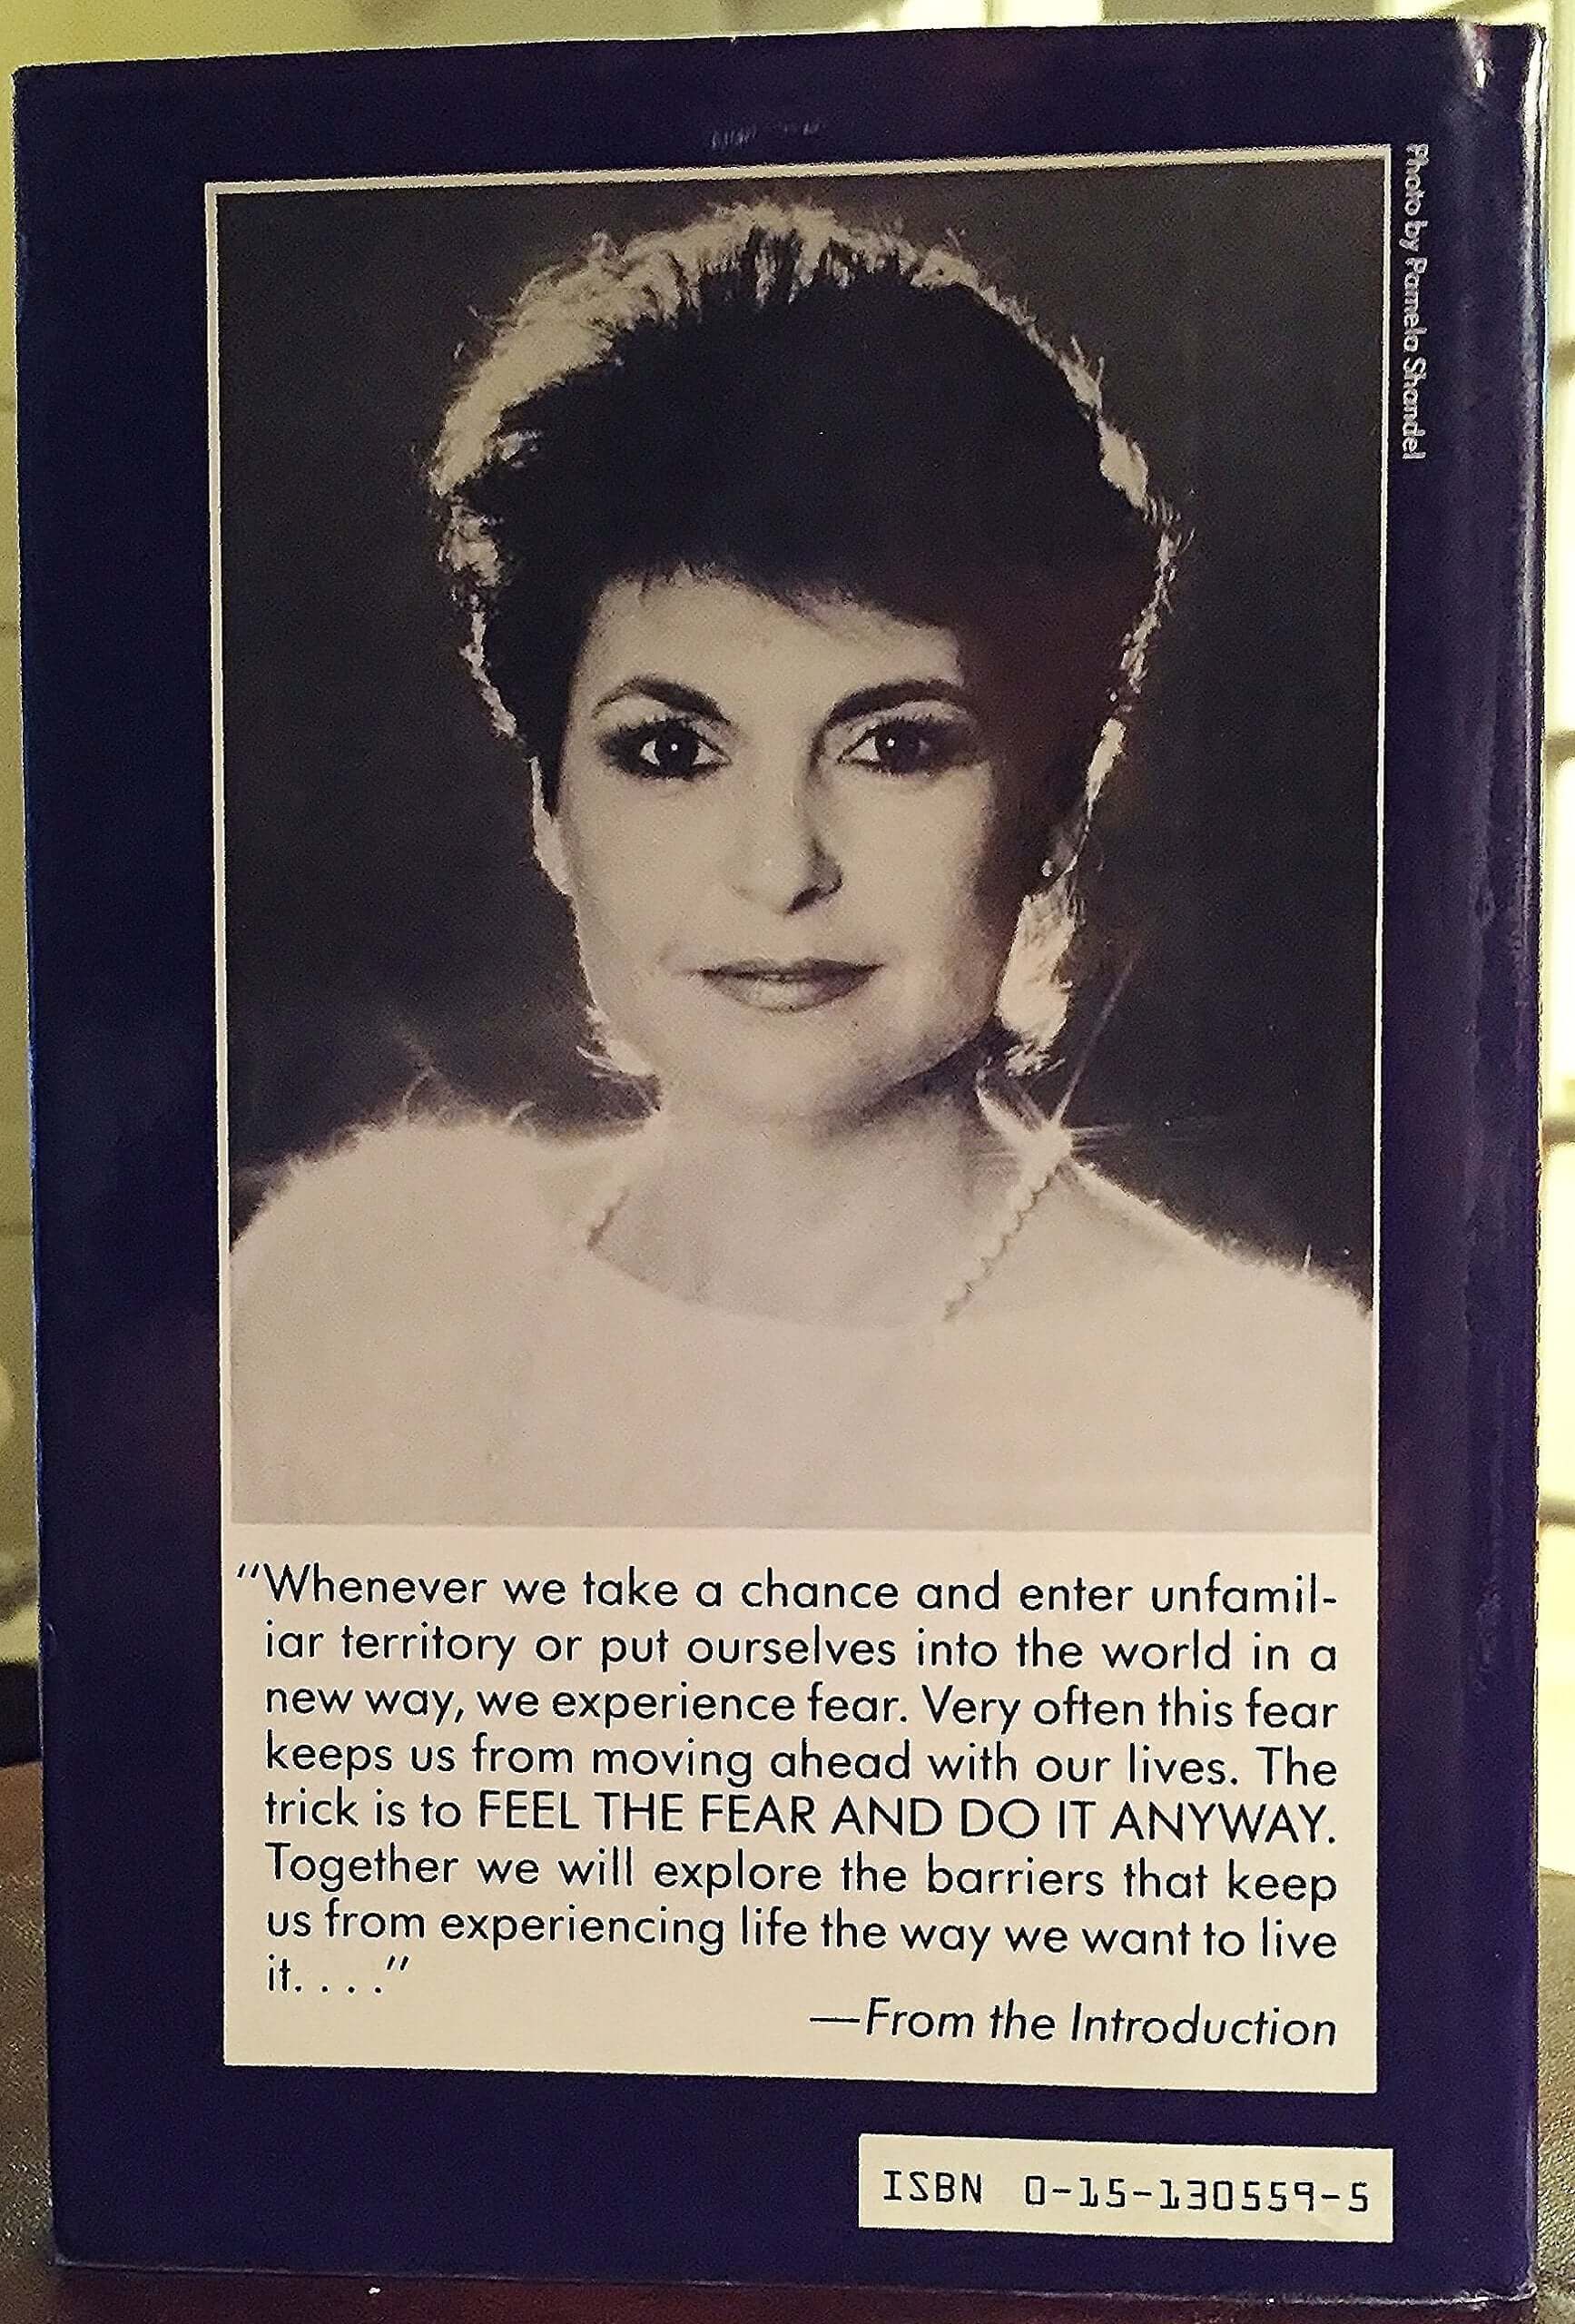 Photo by Pamela Shandel
"Whenever we take a chance and enter unfamil-
iar territory or put ourselves into the world in a
new way, we experience fear. Very often this fear
keeps us from moving ahead with our lives. The
trick is to FEEL THE FEAR AND DO IT ANYWAY.
Together we will explore the barriers that keep
us from experiencing life the way we want to live
it. . . ."
—From the Introduction
ISBN 0-15-130559-5